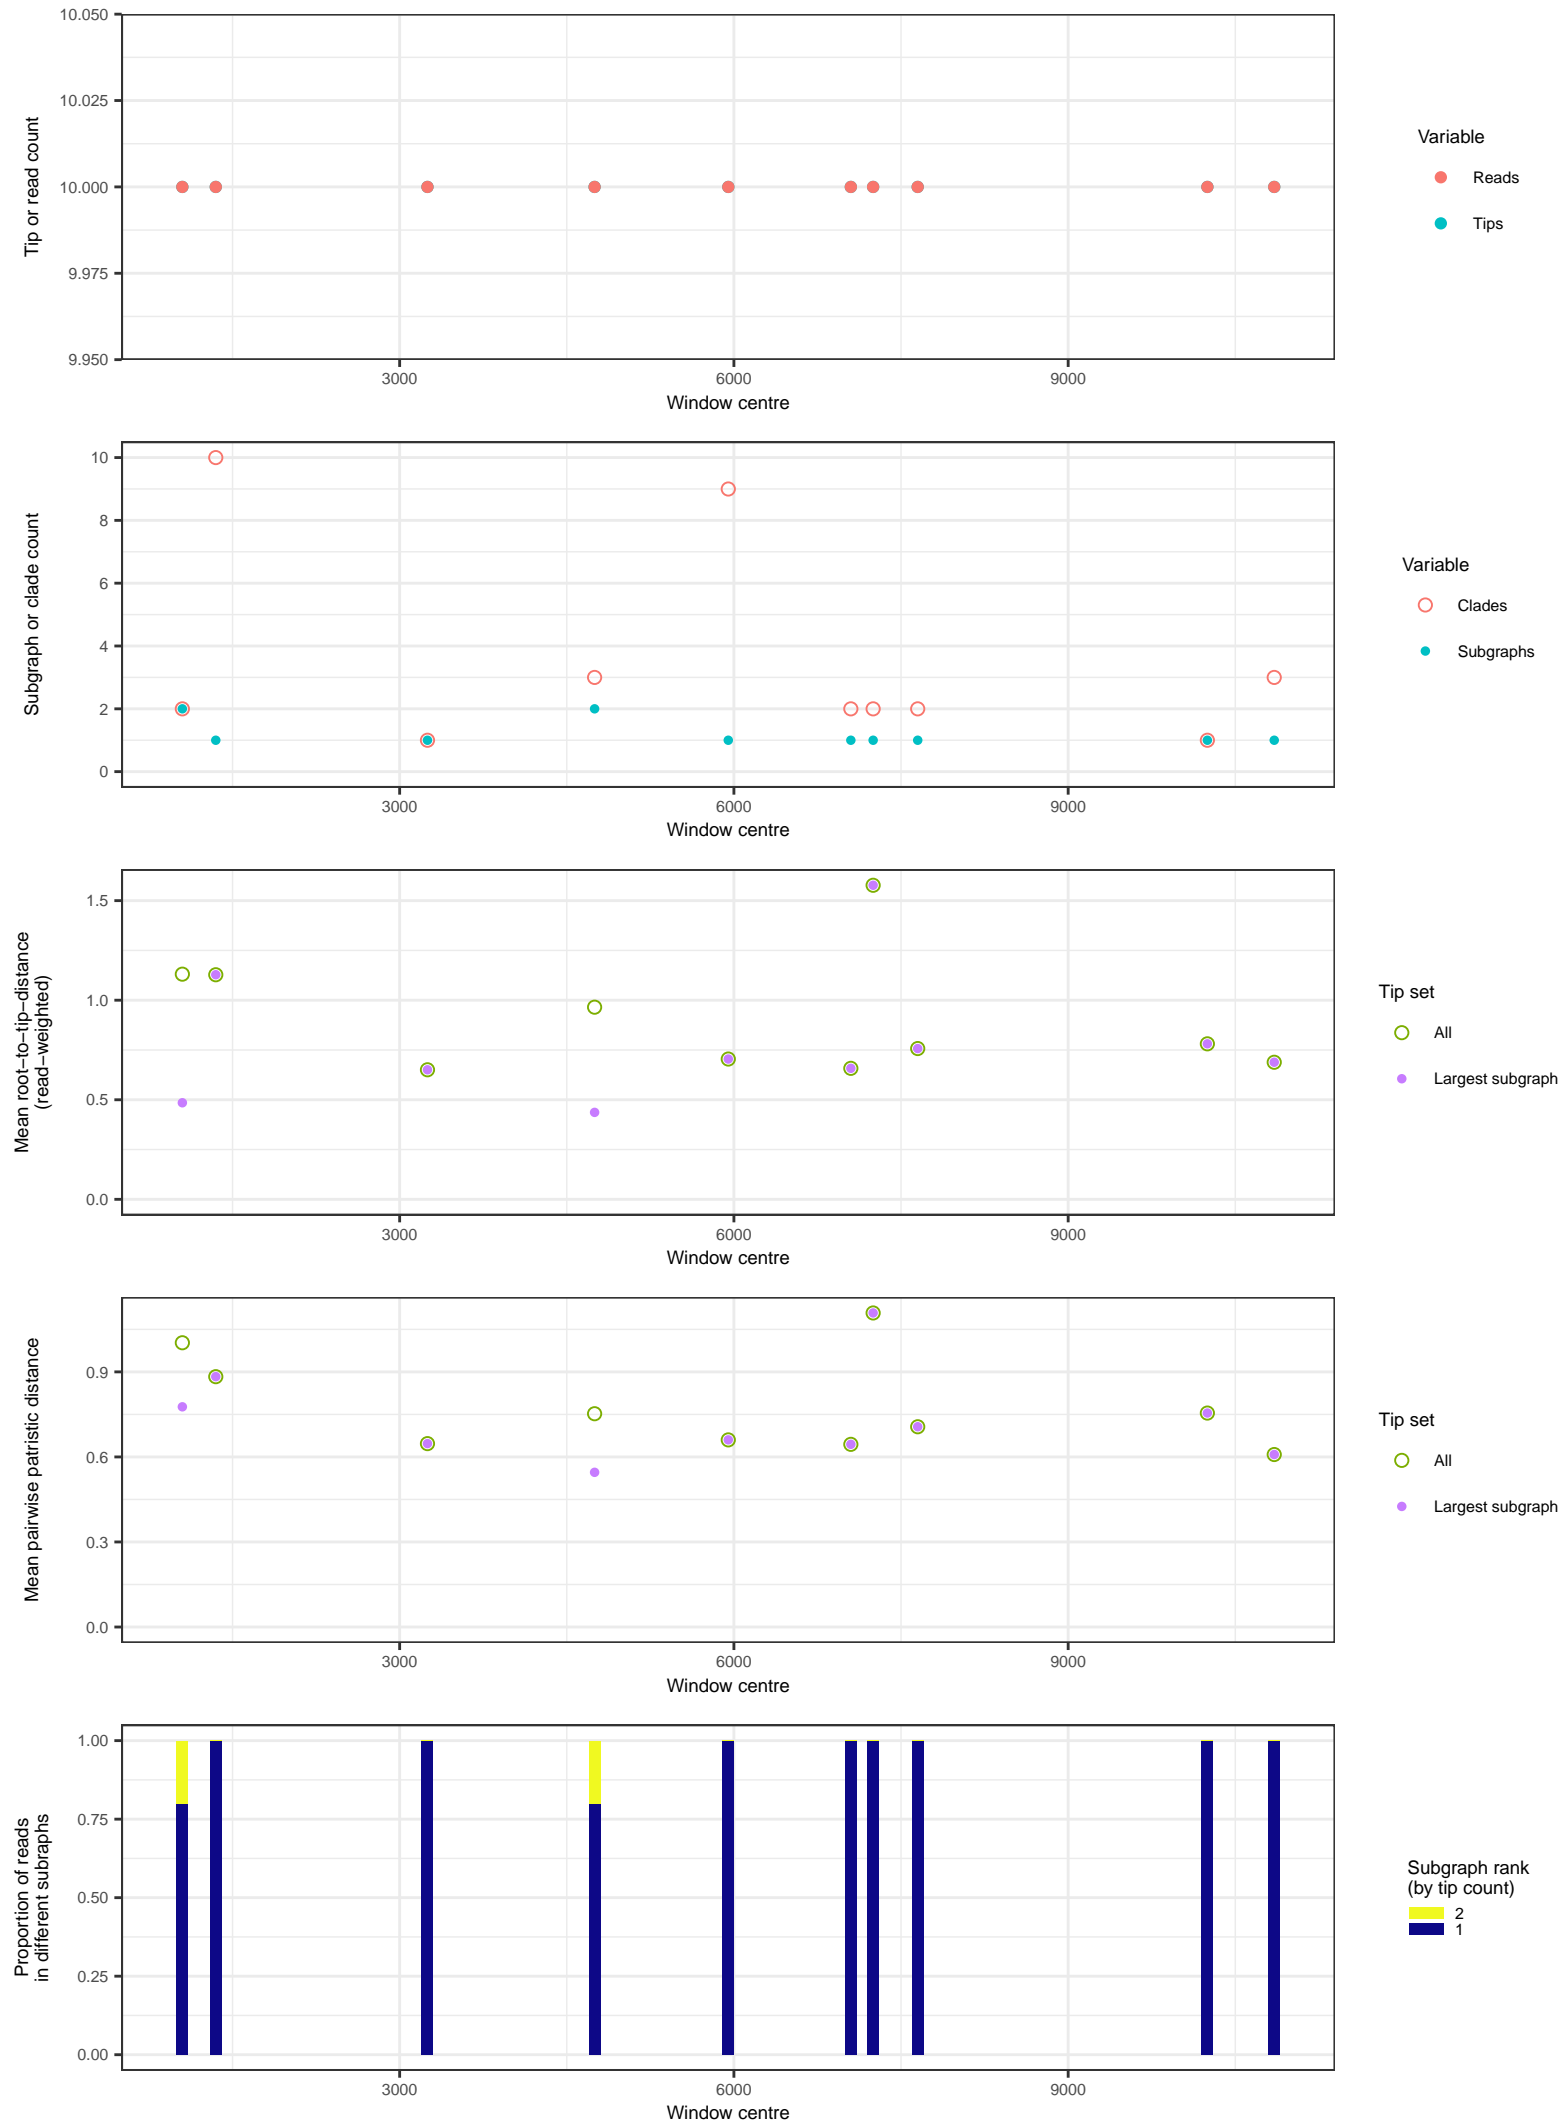 10.050
10.025
10.000
9.975
9.950
Tip or read count
3000
6000
9000
Window centre
Variable
Reads
Tips
10
8
6
4
2
0
Subgraph or clade count
3000
6000
9000
Window centre
Variable
Clades
Subgraphs
1.5
1.0
0.5
0.0
Mean root−to−tip−distance
(read−weighted)
3000
6000
9000
Window centre
Tip set
All
Largest subgraph
0.9
0.6
0.3
0.0
Mean pairwise patristic distance
3000
6000
9000
Window centre
Tip set
All
Largest subgraph
1.00
0.75
0.50
0.25
0.00
Proportion of reads
in different subraphs
3000
6000
9000
Window centre
Subgraph rank
(by tip count)
2
1